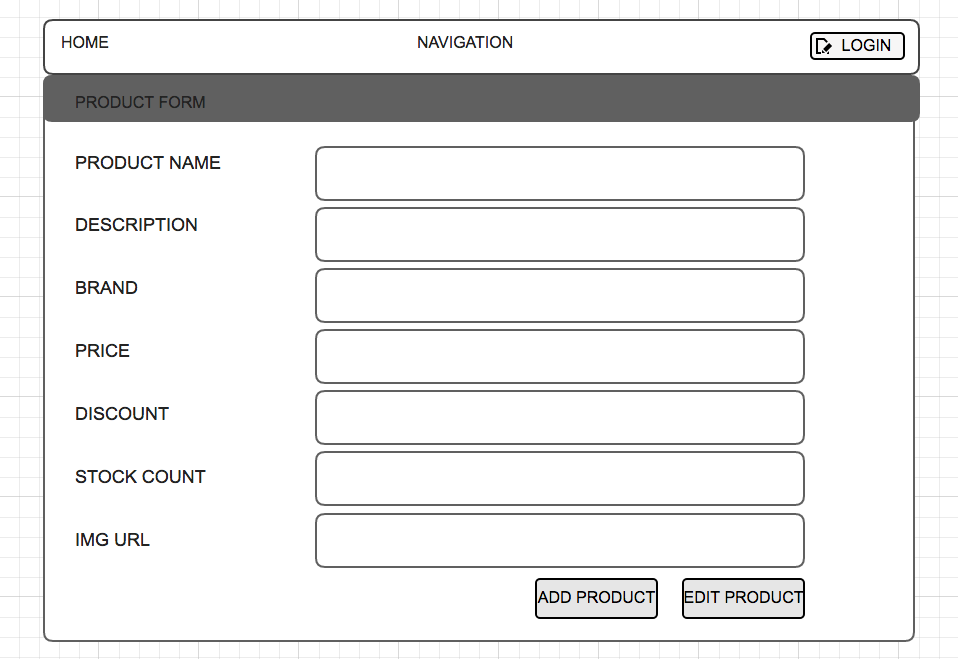 HOME
NAVIGATION
LOGIN
PRODUCT FORM
PRODUCT NAME
DESCRIPTION
BRAND
PRICE
DISCOUNT
STOCK COUNT
IMG URL
ADD PRODUCT
EDIT PRODUCT